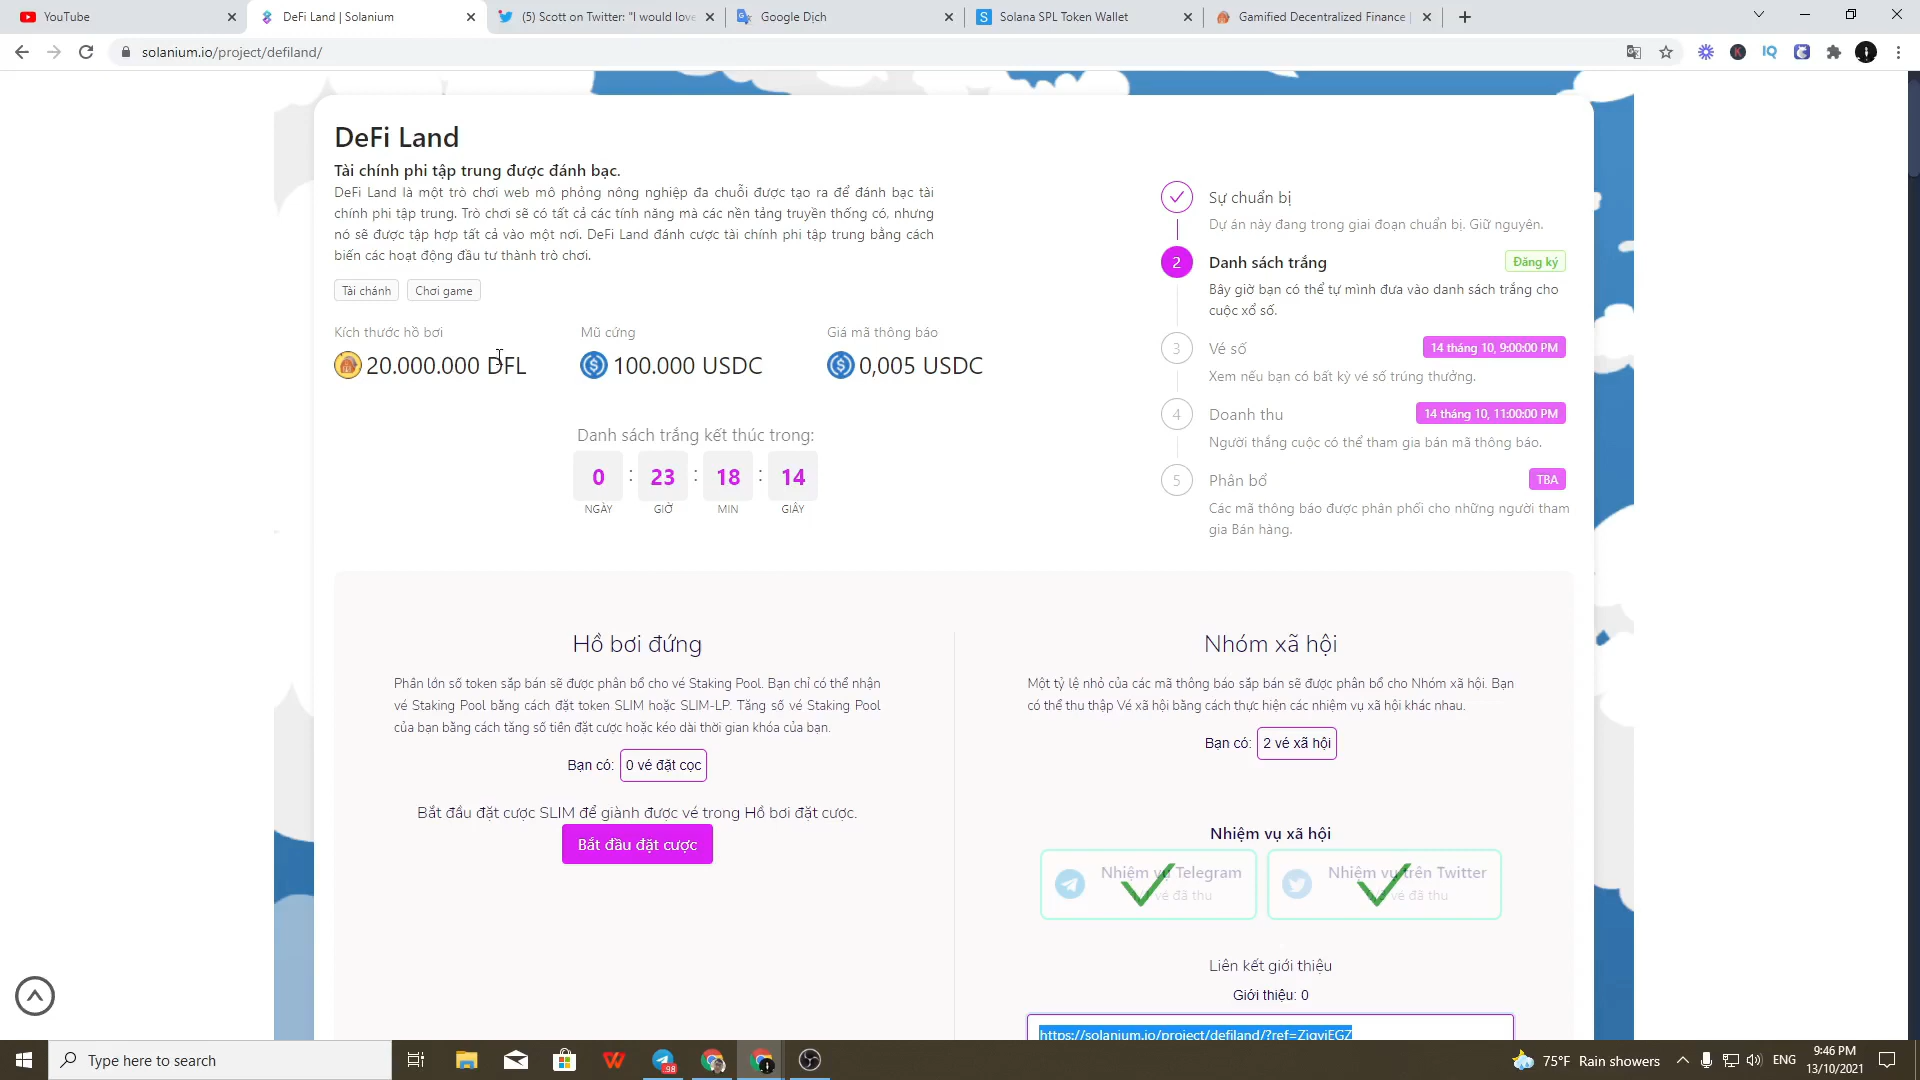 YouTube
DeFi Land | Solanium
(5) Scott on Twitter: "I would love
Google Dịch
Solana SPL Token Wallet
Gamified Decentralized Finance |
solanium.io/project/defiland/
DeFi Land
Tài chính phi tập trung được đánh bạc.
DeFi Land là một trò chơi web mô phỏng nông nghiệp đa chuỗi được tạo ra để đánh bạc tài
chính phi tập trung. Trò chơi sẽ có tất cả các tính năng mà các nền tảng truyền thống có, nhưng
nó sẽ được tập hợp tất cả vào một nơi. DeFi Land đánh cược tài chính phi tập trung bằng cách
biến các hoạt động đầu tư thành trò chơi.
Tài chánh
Chơi game
Kích thước hồ bơi
Mũ cứng
Giá mã thông báo
20.000.000 DFL
100.000 USDC
0,005 USDC
Danh sách trắng kết thúc trong:
0 : 23 : 18 : 14
NGÀY GIỜ MIN GIÂY
Sự chuẩn bị
Dự án này đang trong giai đoạn chuẩn bị. Giữ nguyên.
2 Danh sách trắng Đăng ký
Bây giờ bạn có thể tự mình đưa vào danh sách trắng cho
cuộc xổ số.
3 Vé số 14 tháng 10, 9:00:00 PM
Xem nếu bạn có bất kỳ vé số trúng thưởng.
4 Doanh thu 14 tháng 10, 11:00:00 PM
Người thắng cuộc có thể tham gia bán mã thông báo.
5 Phân bổ TBA
Các mã thông báo được phân phối cho những người tham
gia Bán hàng.
Hồ bơi đứng
Phần lớn số token sắp bán sẽ được phân bổ cho vé Staking Pool. Bạn chỉ có thể nhận
vé Staking Pool bằng cách đặt token SLIM hoặc SLIM-LP. Tăng số vé Staking Pool
của bạn bằng cách tăng số tiền đặt cược hoặc kéo dài thời gian khóa của bạn.
Bạn có: 0 vé đặt cọc
Bắt đầu đặt cược SLIM để giành được vé trong Hồ bơi đặt cược.
Bắt đầu đặt cược
Nhóm xã hội
Một tỷ lệ nhỏ của các mã thông báo sắp bán sẽ được phân bổ cho Nhóm xã hội. Bạn
có thể thu thập Vé xã hội bằng cách thực hiện các nhiệm vụ xã hội khác nhau.
Bạn có: 2 vé xã hội
Nhiệm vụ xã hội
Nhiệm vụ Telegram
vé đã thu
Nhiệm vụ trên Twitter
vé đã thu
Liên kết giới thiệu
Giới thiệu: 0
https://solanium.io/project/defiland/?ref=ZiqviEGZ
Type here to search
98
75°F Rain showers
ENG
9:46 PM
13/10/2021